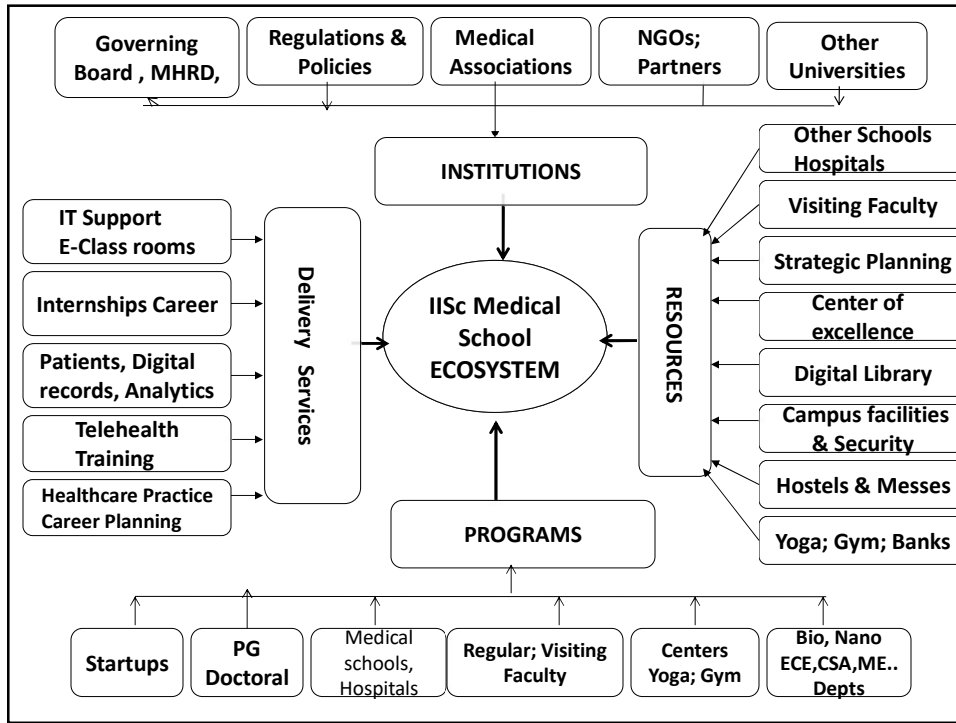 Governing
Board , MHRD,
Regulations &
Policies
Medical
Associations
NGOs;
Partners
Other
Universities
INSTITUTIONS
IT Support
E-Class rooms
Internships Career
Patients, Digital
records, Analytics
Telehealth
Training
Healthcare Practice
Career Planning
Delivery Services
IISc Medical
School
ECOSYSTEM
RESOURCES
Other Schools
Hospitals
Visiting Faculty
Strategic Planning
Center of
excellence
Digital Library
Campus facilities
& Security
Hostels & Messes
Yoga; Gym; Banks
PROGRAMS
Startups
PG
Doctoral
Medical
schools,
Hospitals
Regular; Visiting
Faculty
Centers
Yoga; Gym
Bio, Nano
ECE,CSA,ME..
Depts